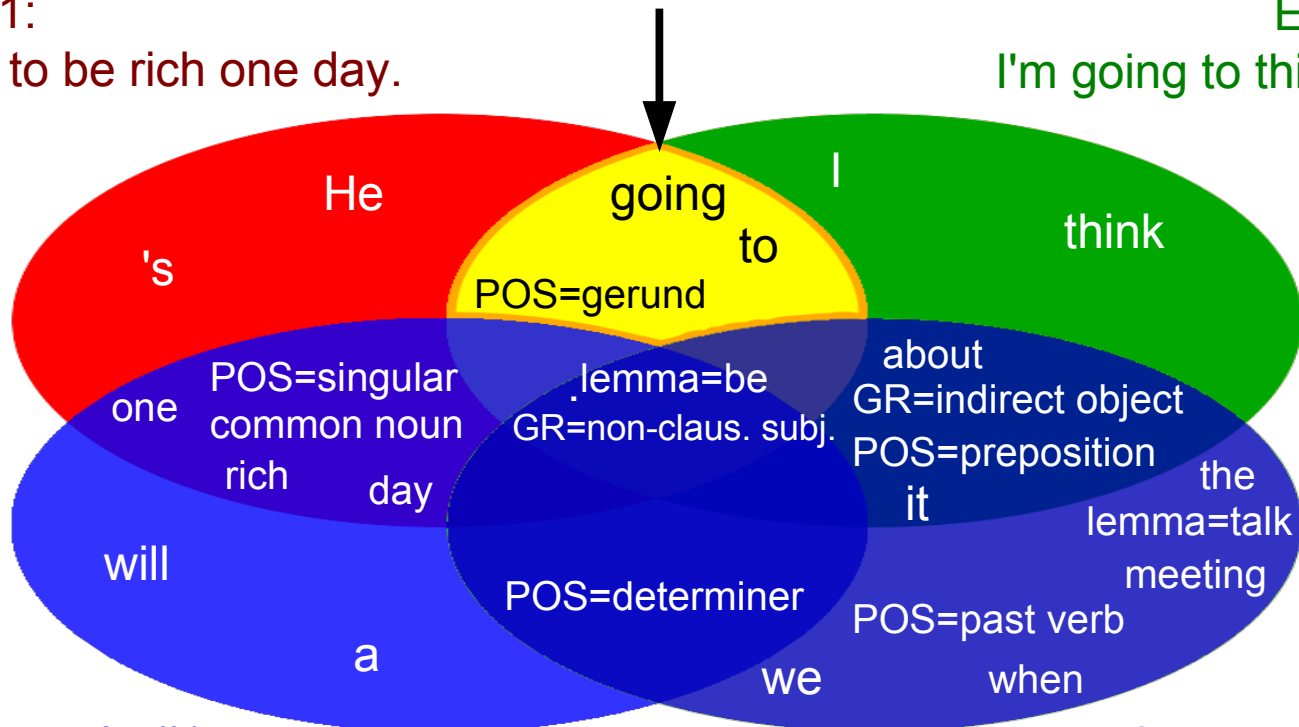 1:
to be rich one day.
E
I'm going to thi
He
's
going
to
POS=gerund
I
think
one
POS=singular
common noun
rich
day
.lemma=be
GR=non-claus. subj.
about
GR=indirect object
POS=preposition
it
the
lemma=talk
meeting
POS=past verb
when
we
will
a
POS=determiner